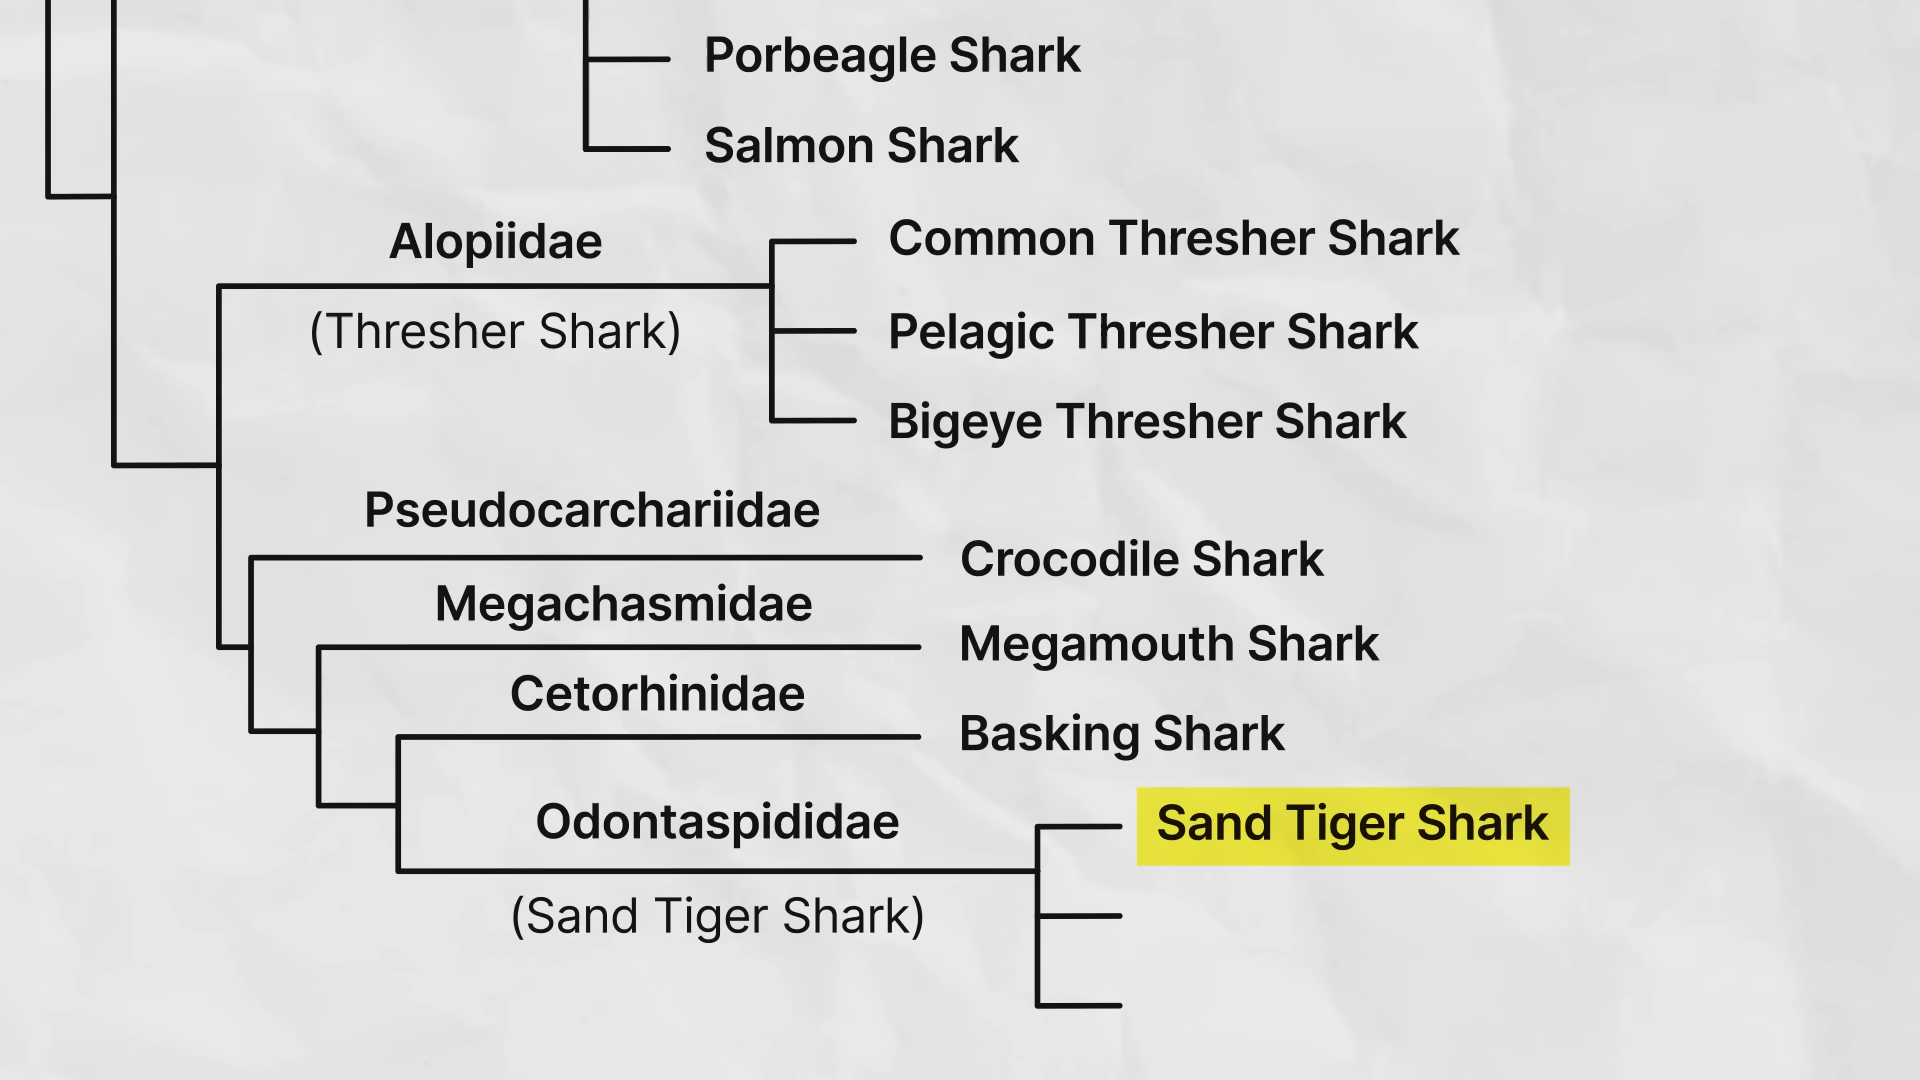 Porbeagle Shark
Salmon Shark
Alopiidae
(Thresher Shark)
Common Thresher Shark
Pelagic Thresher Shark
Bigeye Thresher Shark
Pseudocarchariidae
Crocodile Shark
Megachasmidae
Megamouth Shark
Cetorhinidae
Basking Shark
Odontaspididae
(Sand Tiger Shark)
Sand Tiger Shark